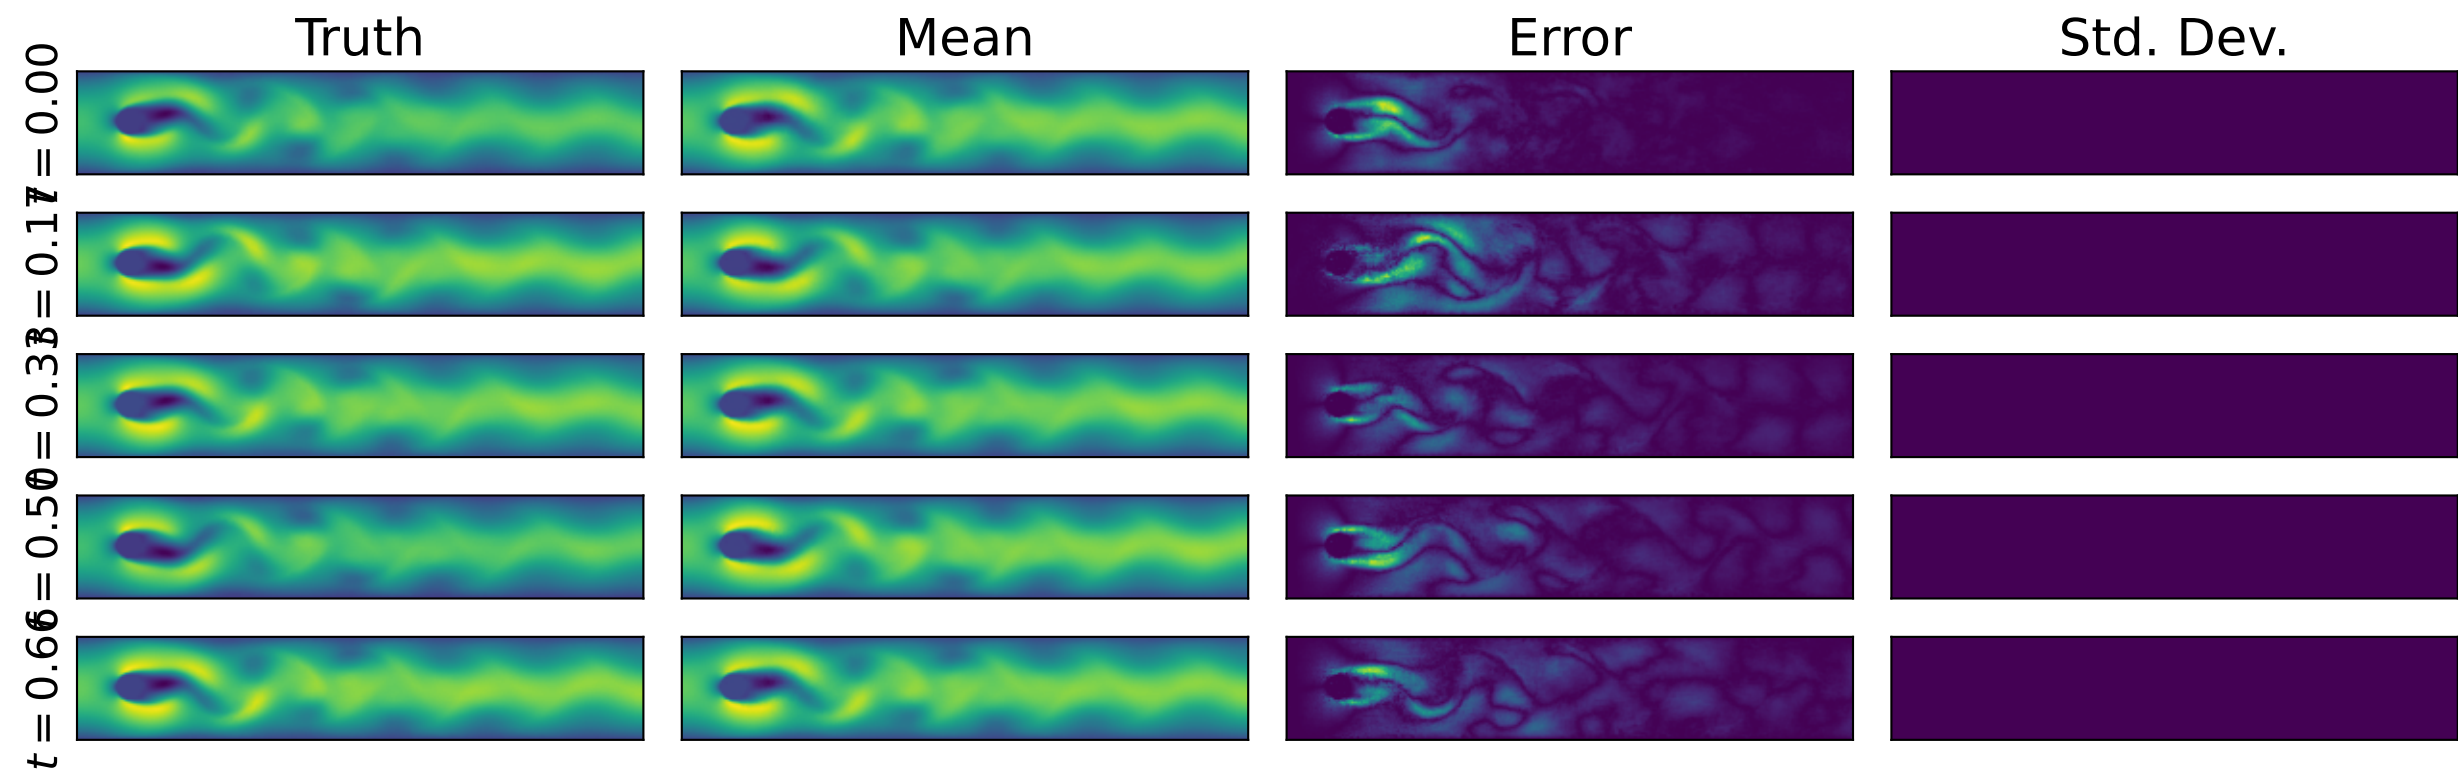 Truth Mean Error Std. Dev.
t = 0.00
t = 0.17
t = 0.33
t = 0.50
t = 0.66